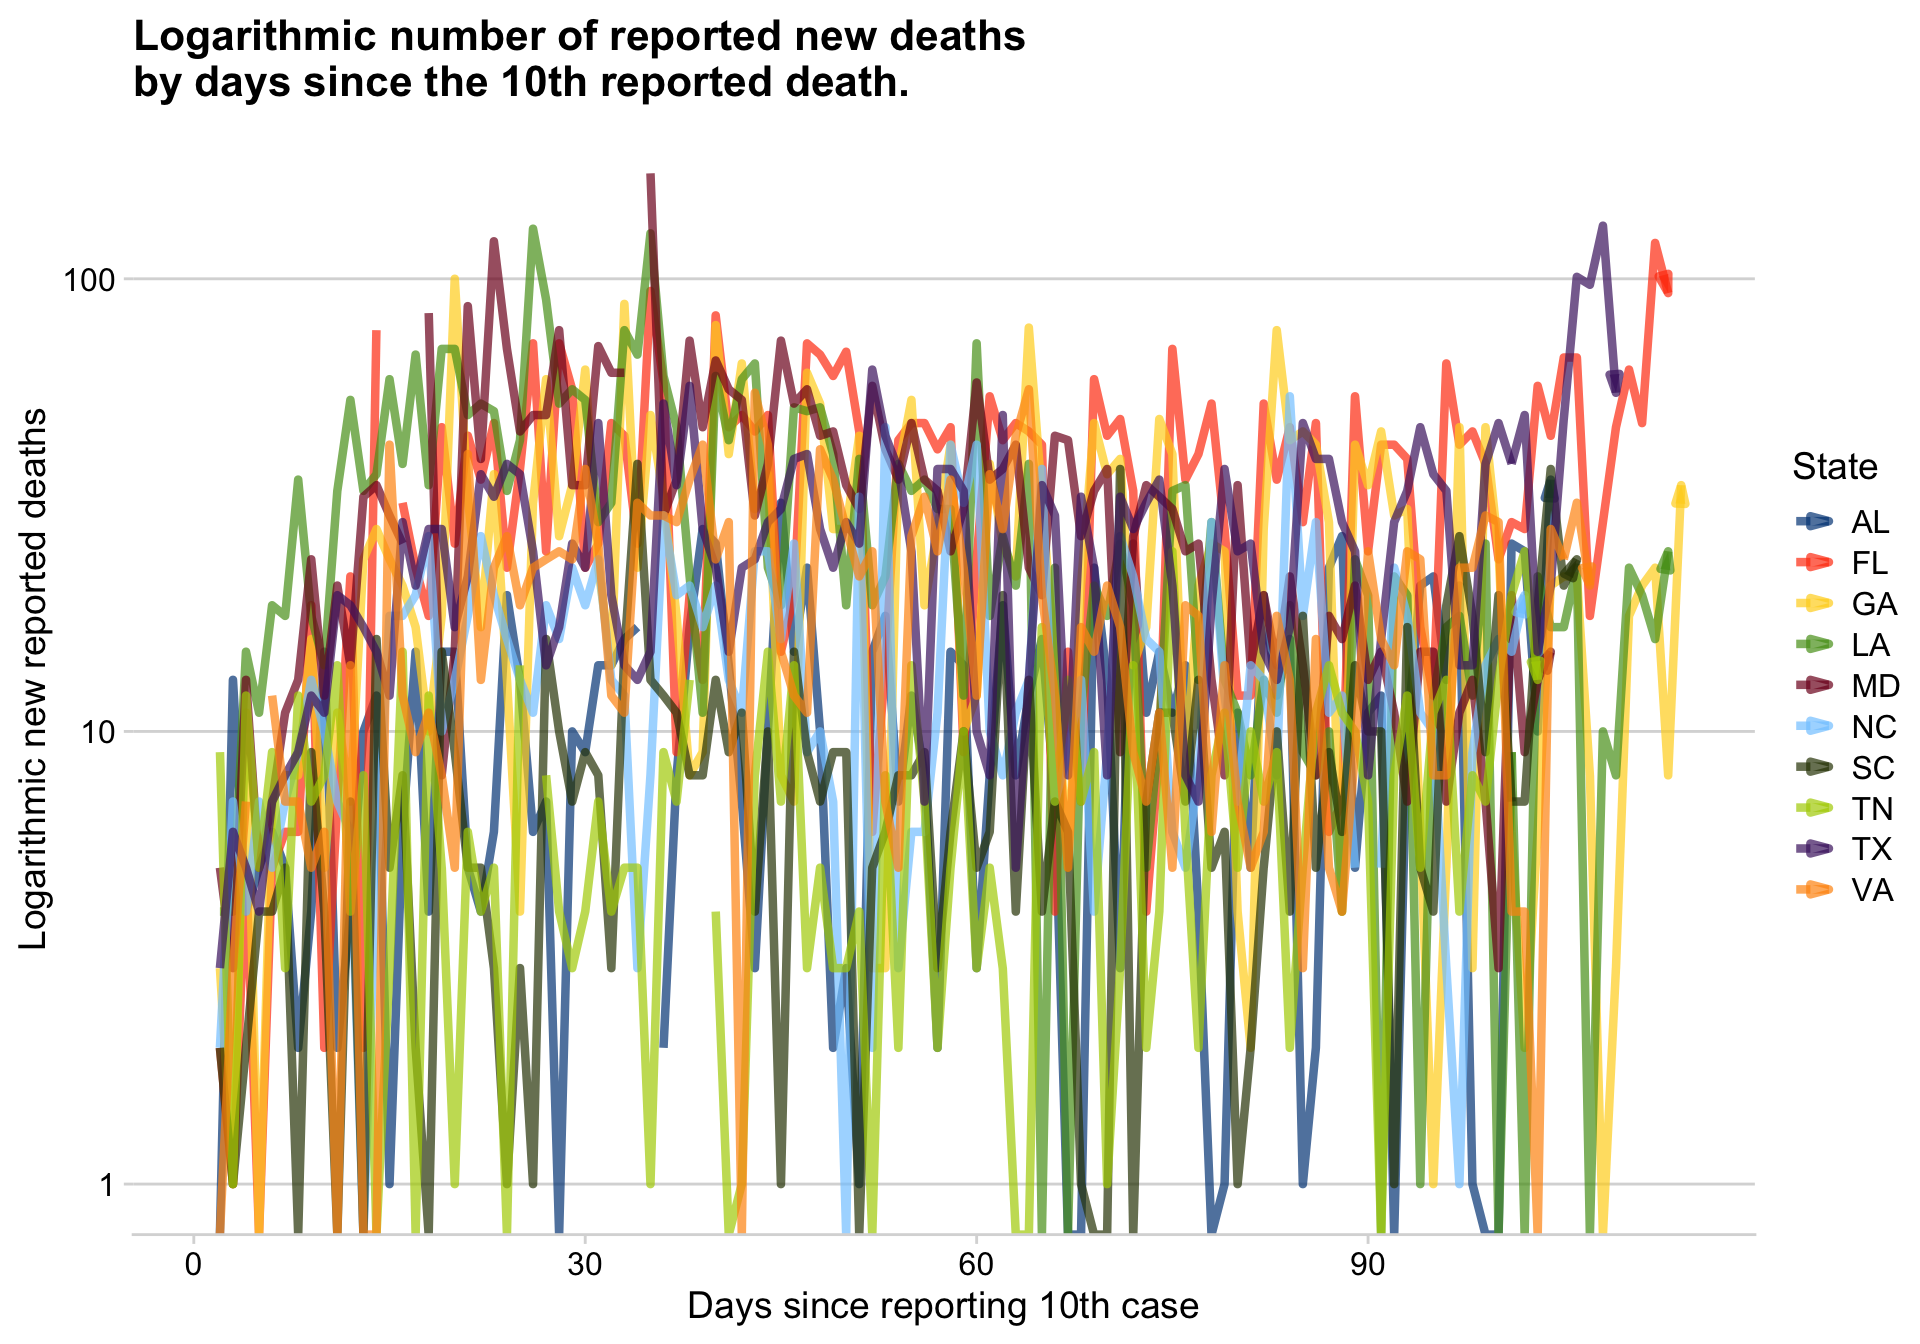 Logarithmic number of reported new deaths
by days since the 10th reported death.
Logarithmic new reported deaths
100
10
1
0
30
60
90
Days since reporting 10th case
State
AL
FL
GA
LA
MD
NC
SC
TN
TX
VA